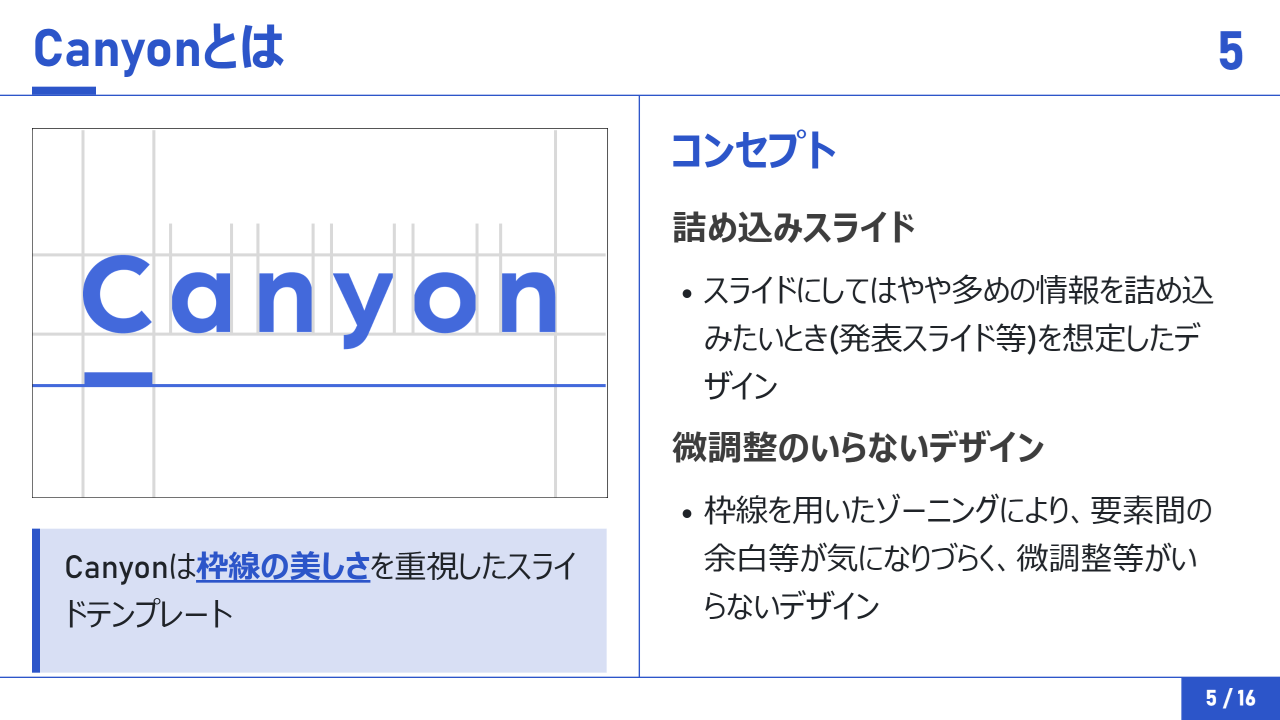 Canyonとは
5
Canyon
Canyonは枠線の美しさを重視したスライ
ドテンプレート
コンセプト
詰め込みスライド
• スライドにしてはやや多めの情報を詰め込
みたいとき(発表スライド等)を想定したデ
ザイン
微調整のいらないデザイン
• 枠線を用いたゾーニングにより、要素間の
余白等が気になりづらく、微調整等がい
らないデザイン
5 / 16